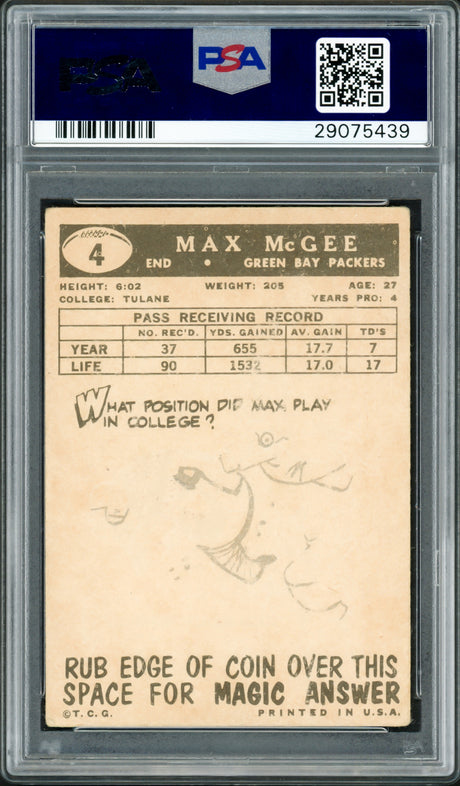 PSA
PSA
29075439
4
MAX McGEE
END • GREEN BAY PACKERS
HEIGHT: 6:02 WEIGHT: 205 AGE: 27
COLLEGE: TULANE YEARS PRO: 4
PASS RECEIVING RECORD
NO. REC'D. YDS. GAINED AV. GAIN TD'S
YEAR 37 655 17.7 7
LIFE 90 1532 17.0 17
WHAT POSITION DID MAX PLAY
IN COLLEGE?
RUB EDGE OF COIN OVER THIS
SPACE FOR MAGIC ANSWER
©T.C.G. PRINTED IN U.S.A.